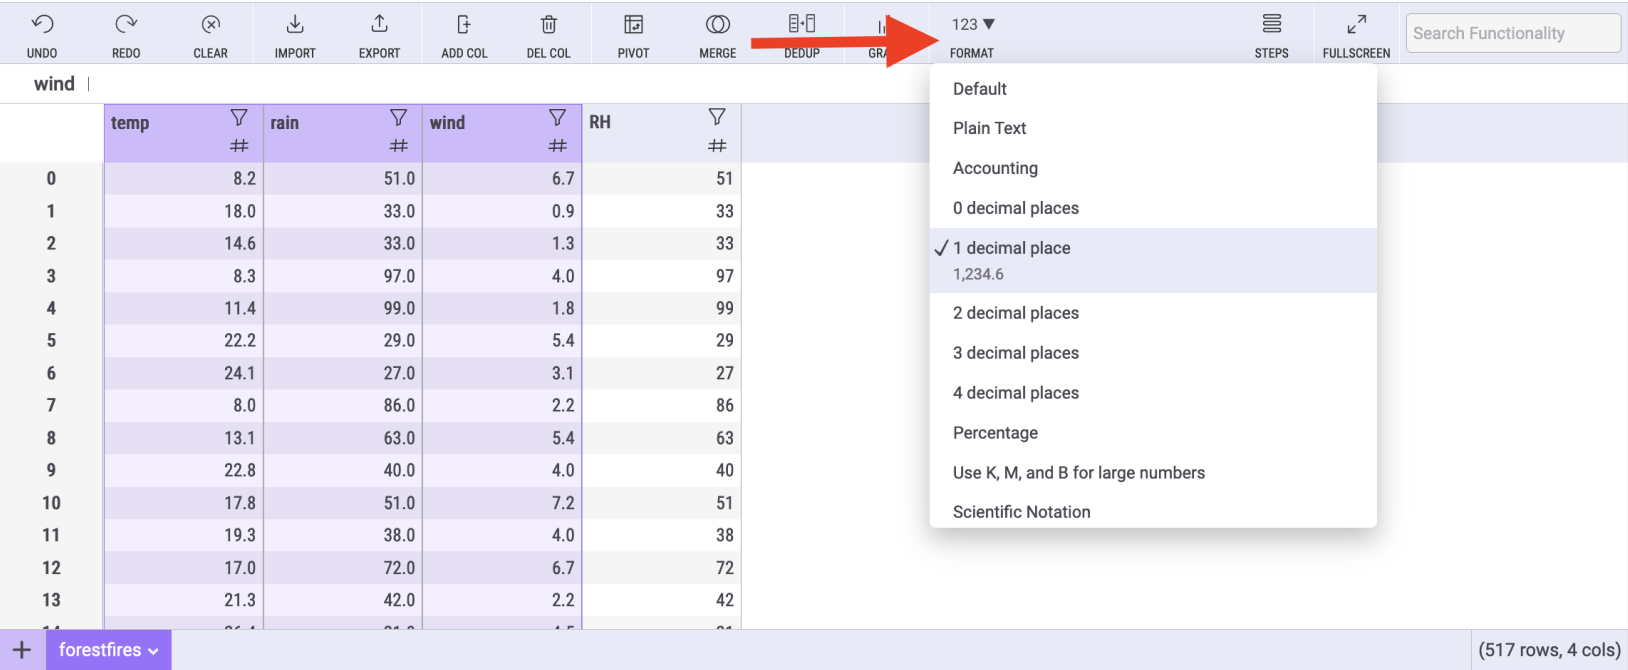 UNDO REDO CLEAR IMPORT EXPORT ADD COL DEL COL PIVOT MERGE DEDUP GRA 123 ▼ FORMAT STEPS FULLSCREEN Search Functionality
wind
temp rain wind RH
# # # #
0 8.2 51.0 6.7 51
1 18.0 33.0 0.9 33
2 14.6 33.0 1.3 33
3 8.3 97.0 4.0 97
4 11.4 99.0 1.8 99
5 22.2 29.0 5.4 29
6 24.1 27.0 3.1 27
7 8.0 86.0 2.2 86
8 13.1 63.0 5.4 63
9 22.8 40.0 4.0 40
10 17.8 51.0 7.2 51
11 19.3 38.0 4.0 38
12 17.0 72.0 6.7 72
13 21.3 42.0 2.2 42
Default
Plain Text
Accounting
0 decimal places
✓ 1 decimal place
1,234.6
2 decimal places
3 decimal places
4 decimal places
Percentage
Use K, M, and B for large numbers
Scientific Notation
+ forestfires
(517 rows, 4 cols)